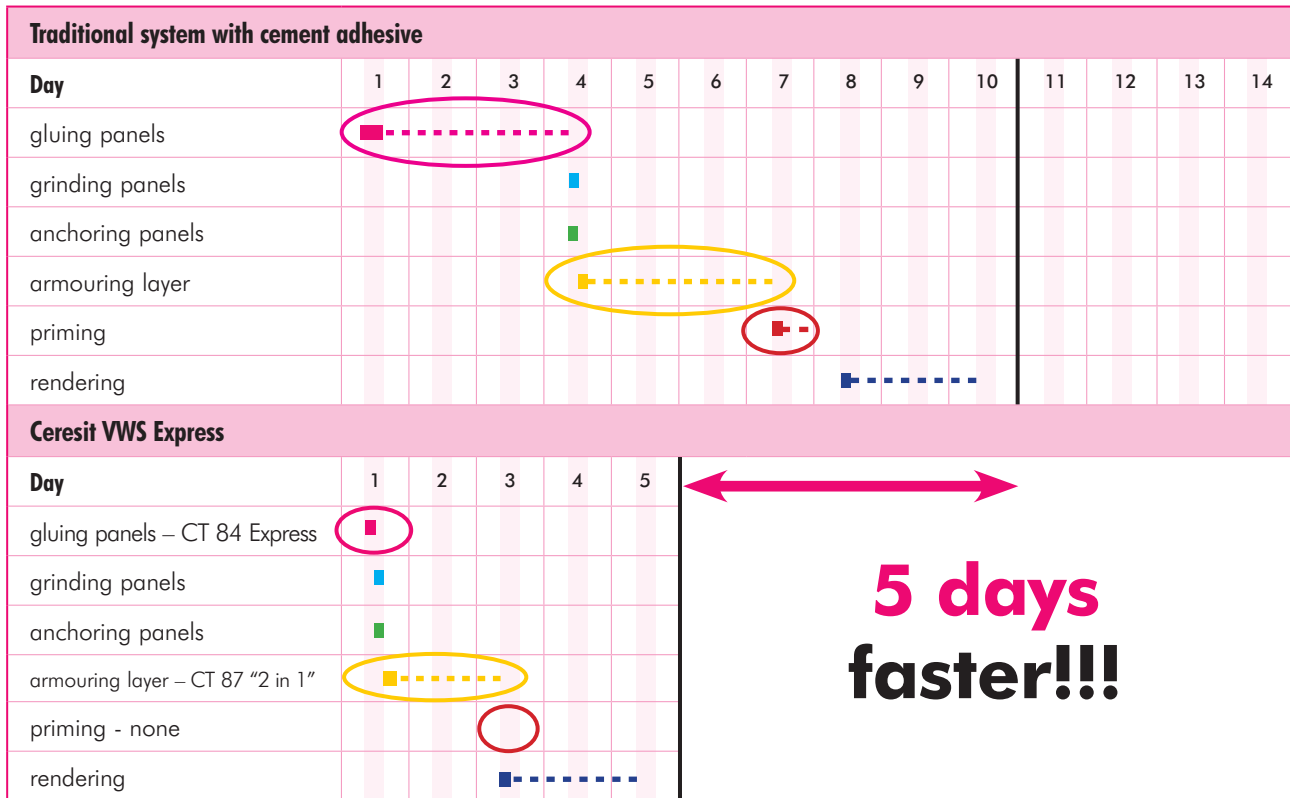 Traditional system with cement adhesive
Day 1 2 3 4 5 6 7 8 9 10 11 12 13 14
gluing panels
grinding panels
anchoring panels
armouring layer
priming
rendering
Ceresit VWS Express
Day 1 2 3 4 5
gluing panels – CT 84 Express
grinding panels
anchoring panels
armouring layer – CT 87 “2 in 1”
priming - none
rendering
5 days
faster!!!